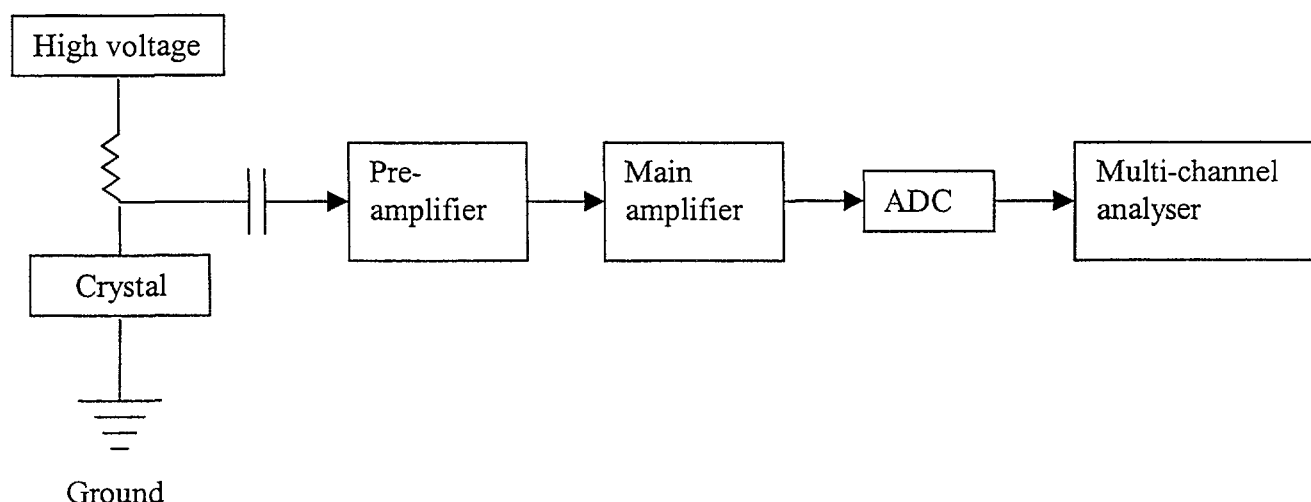 High voltage
Pre-
amplifier
Main
amplifier
ADC
Multi-channel
analyser
Crystal
Ground